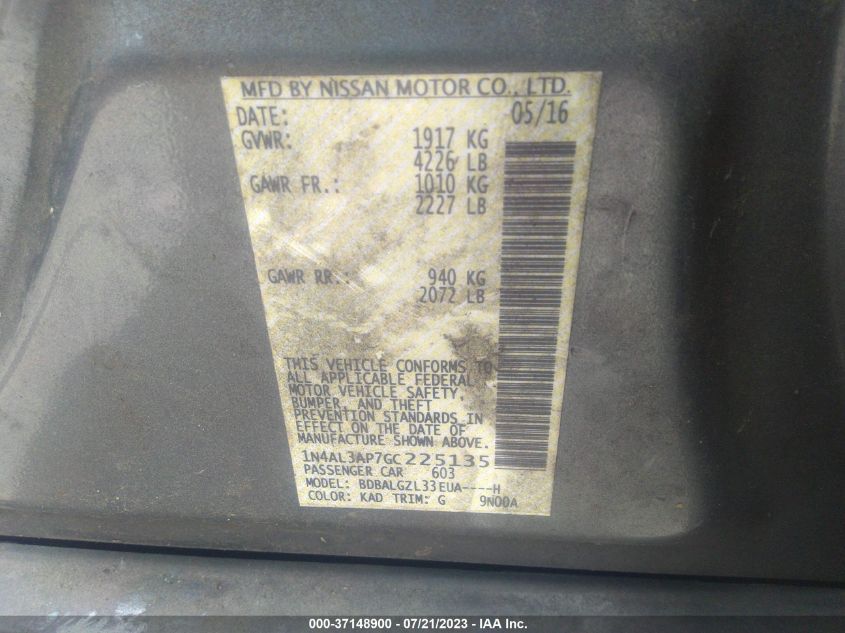 MFD BY NISSAN MOTOR CO., LTD.
DATE: 05/16
GVWR: 1917 KG
4226 LB
GAWR FR.: 1010 KG
2227 LB
GAWR RR.: 940 KG
2072 LB
THIS VEHICLE CONFORMS TO
ALL APPLICABLE FEDERAL
MOTOR VEHICLE SAFETY,
BUMPER, AND THEFT
PREVENTION STANDARDS IN
EFFECT ON THE DATE OF
MANUFACTURE SHOWN ABOVE.
1N4AL3AP7GC225135
PASSENGER CAR 603
MODEL: BDBALGZL33EUA----H
COLOR: KAD TRIM: G 9N00A
000-37148900 - 07/21/2023 - IAA Inc.